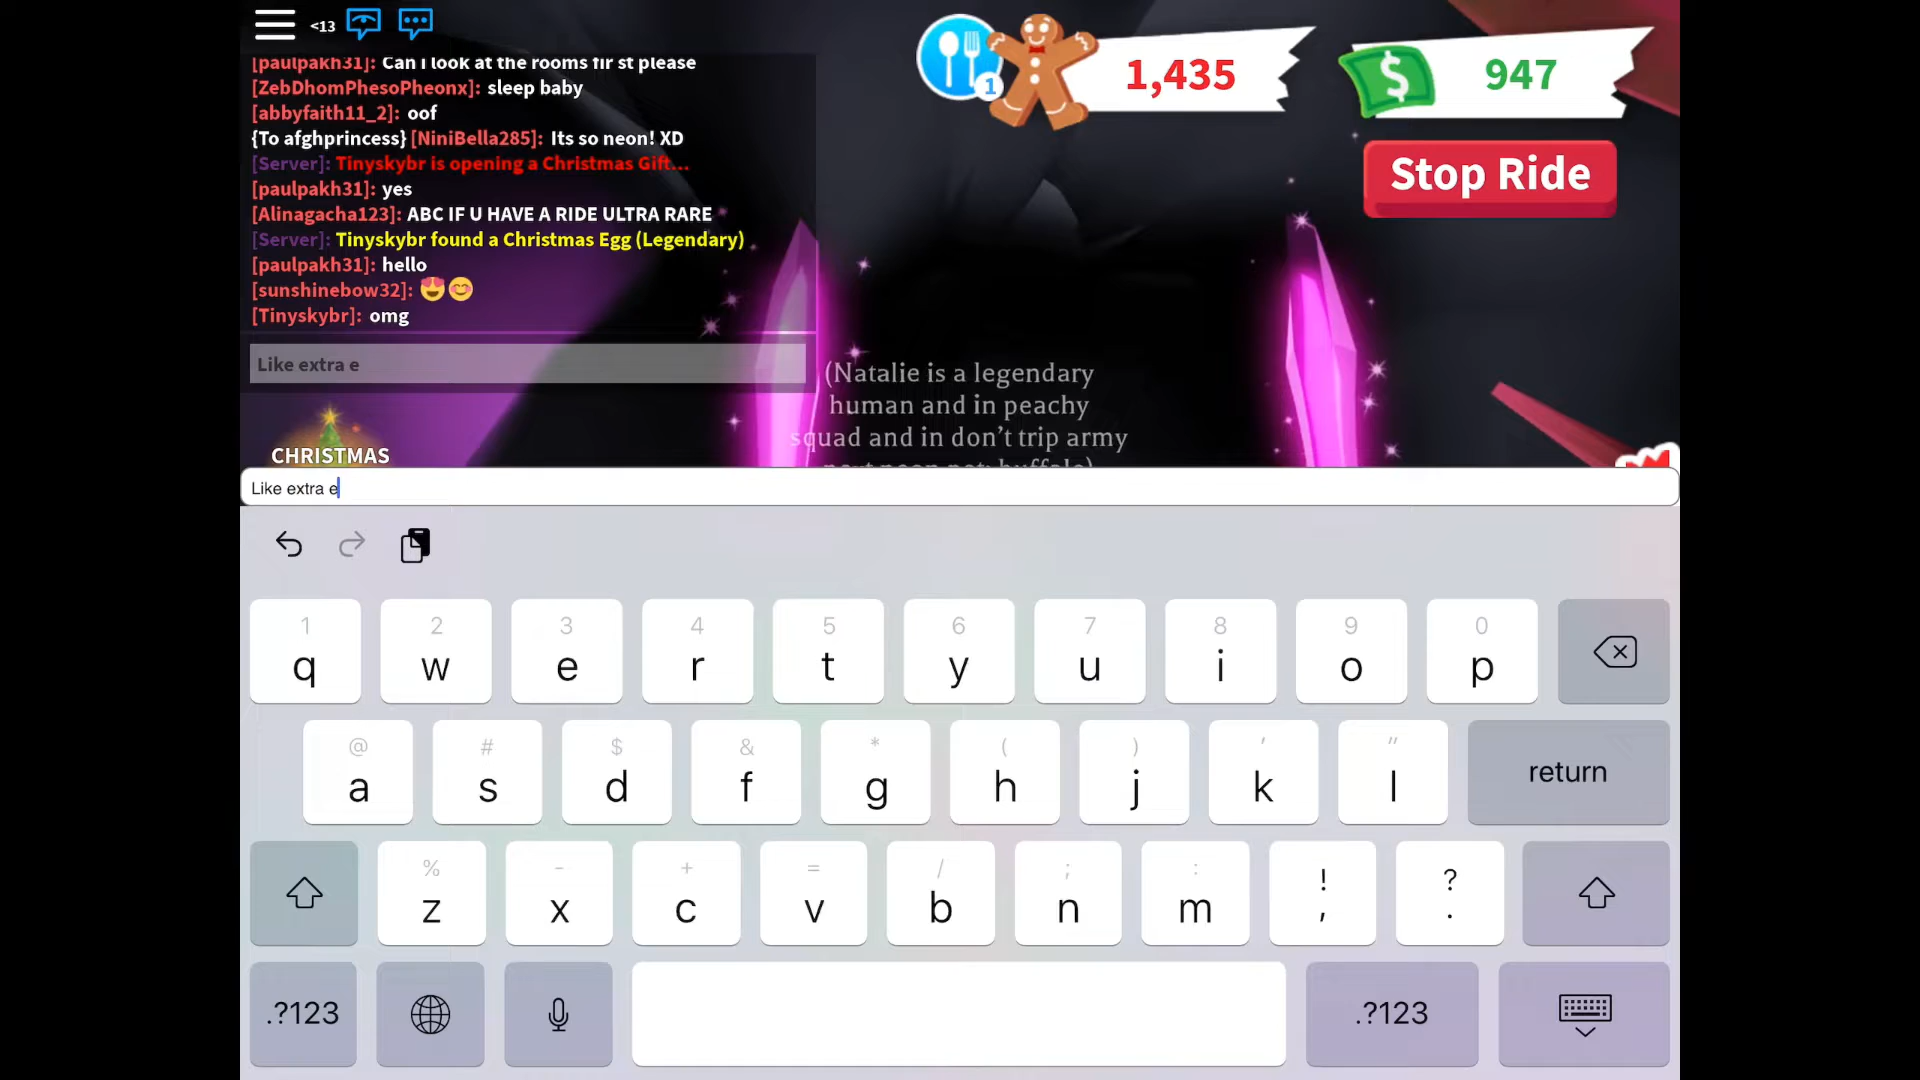 <13
[paulpakh31]: Can I look at the rooms fir st please
[ZebDhomPhesoPheonx]: sleep baby
[abbyfaith11_2]: oof
{To afghprincess} [NiniBella285]: Its so neon! XD
[Server]: Tinyskybr is opening a Christmas Gift...
[paulpakh31]: yes
[Alinagacha123]: ABC IF U HAVE A RIDE ULTRA RARE
[Server]: Tinyskybr found a Christmas Egg (Legendary)
[paulpakh31]: hello
[sunshinebow32]: 😍😊
[Tinyskybr]: omg
Like extra e
1
1,435
947
Stop Ride
(Natalie is a legendary
human and in peachy
squad and in don't trip army
next neon pet: buffalo)
CHRISTMAS
Like extra e
1 2 3 4 5 6 7 8 9 0
q w e r t y u i o p
@ # $ & * ( ) ' "
a s d f g h j k l return
% - + = / ; : ! ?
z x c v b n m , .
.?123 .?123